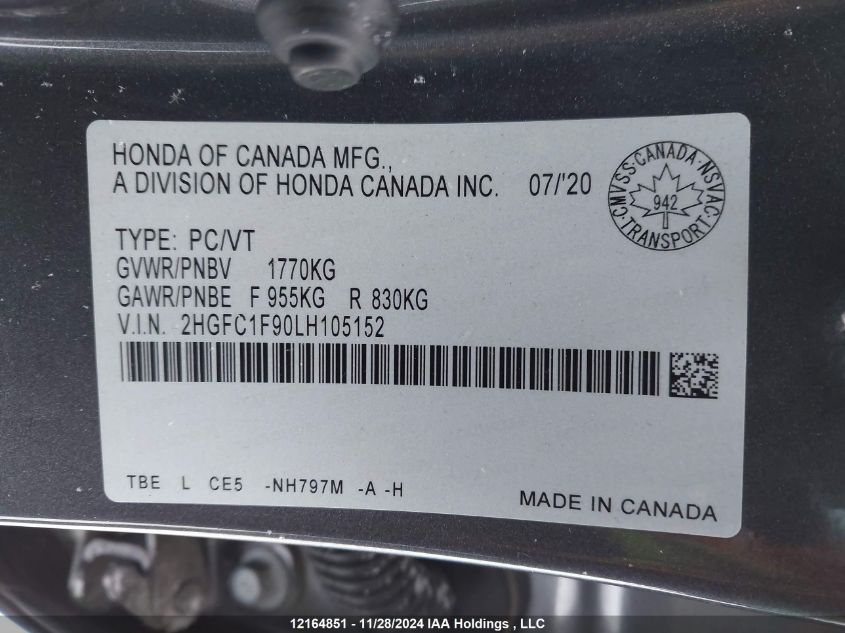 HONDA OF CANADA MFG.,
A DIVISION OF HONDA CANADA INC. 07/'20
CMVSS·CANADA·NSVAC·TRANSPORT·
942
TYPE: PC/VT
GVWR/PNBV 1770KG
GAWR/PNBE F 955KG R 830KG
V.I.N. 2HGFC1F90LH105152
TBE L CE5 -NH797M -A -H
MADE IN CANADA
12164851 - 11/28/2024 IAA Holdings , LLC